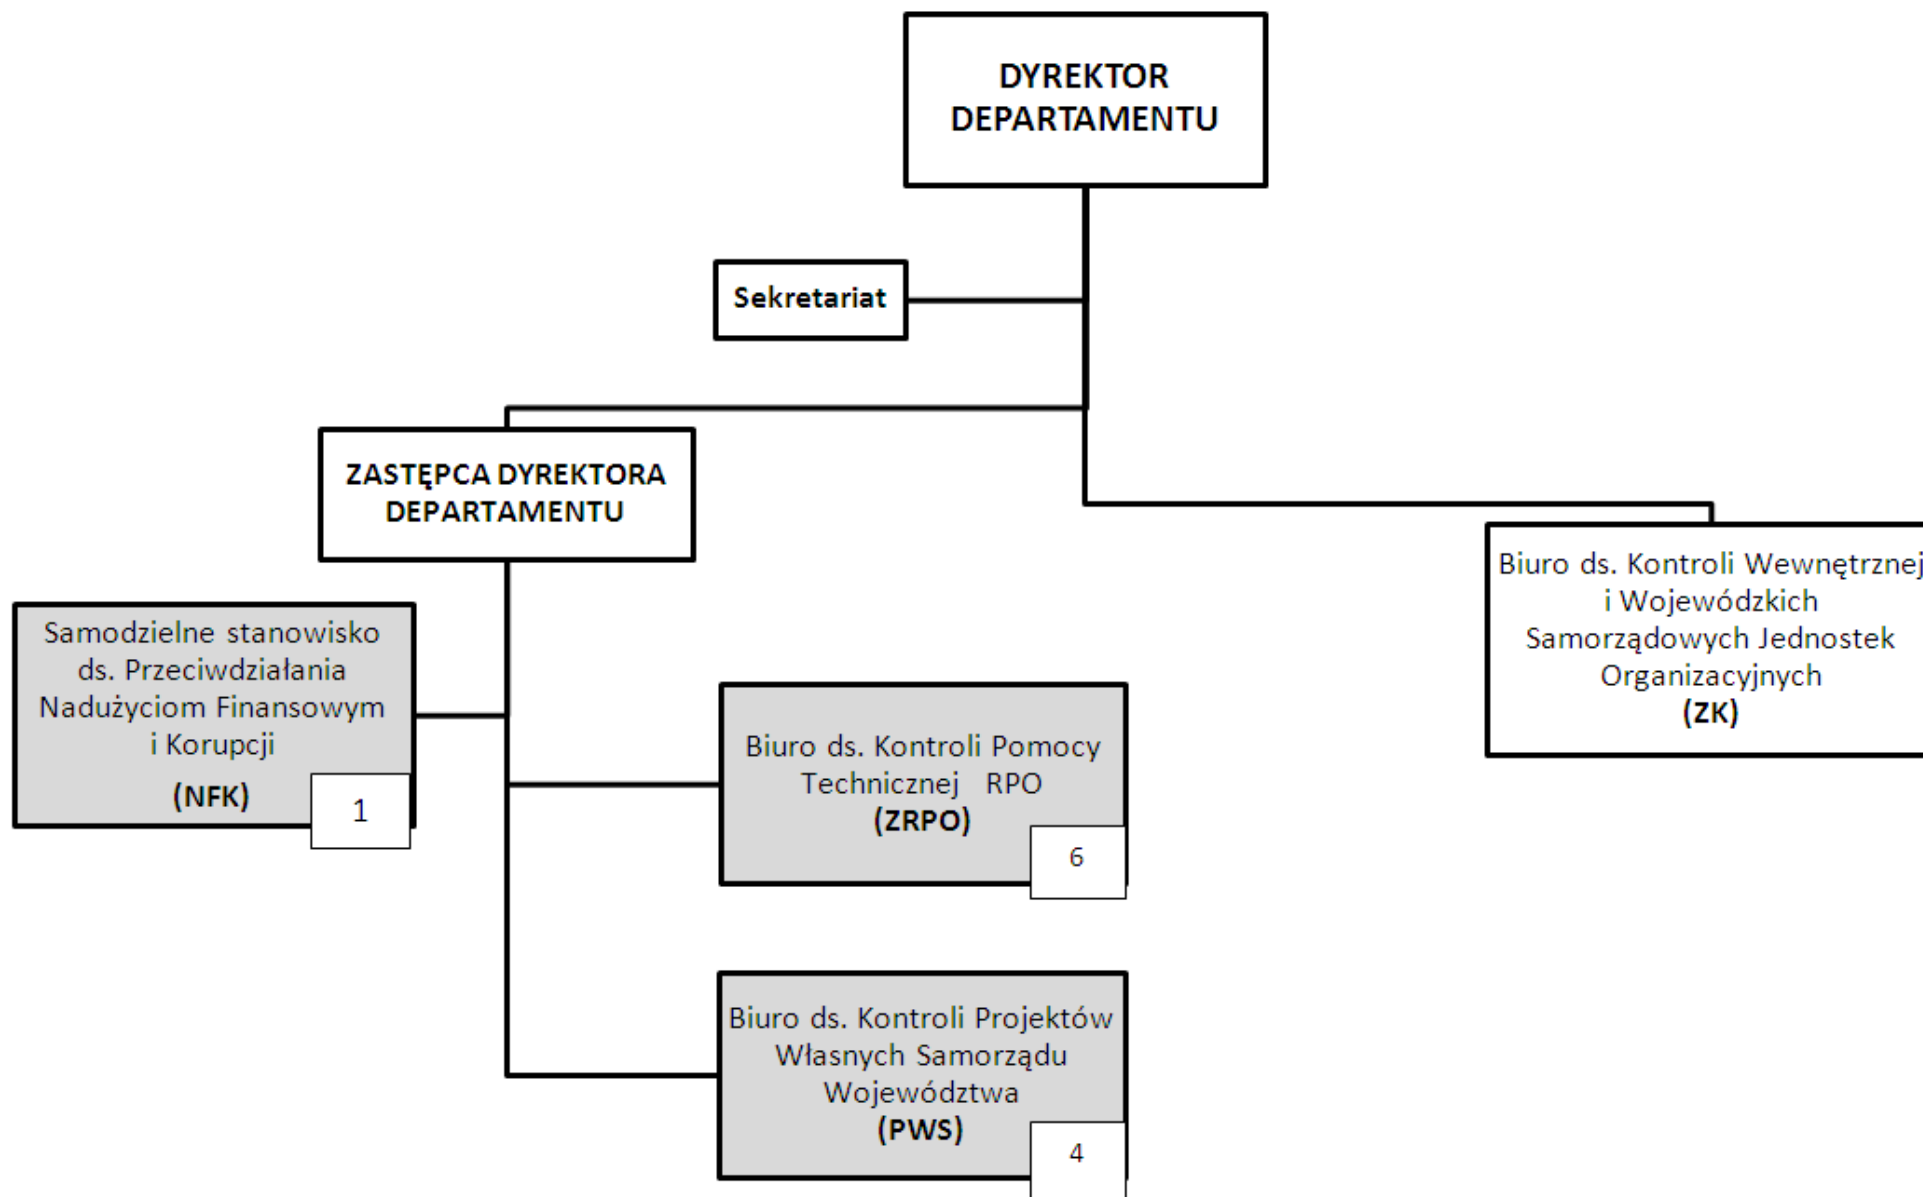 DYREKTOR
DEPARTAMENTU
Sekretariat
ZASTĘPCA DYREKTORA
DEPARTAMENTU
Biuro ds. Kontroli Wewnętrznej
i Wojewódzkich
Samorządowych Jednostek
Organizacyjnych
(ZK)
Samodzielne stanowisko
ds. Przeciwdziałania
Nadużyciom Finansowym
i Korupcji
(NFK)
1
Biuro ds. Kontroli Pomocy
Technicznej RPO
(ZRPO)
6
Biuro ds. Kontroli Projektów
Własnych Samorządu
Województwa
(PWS)
4